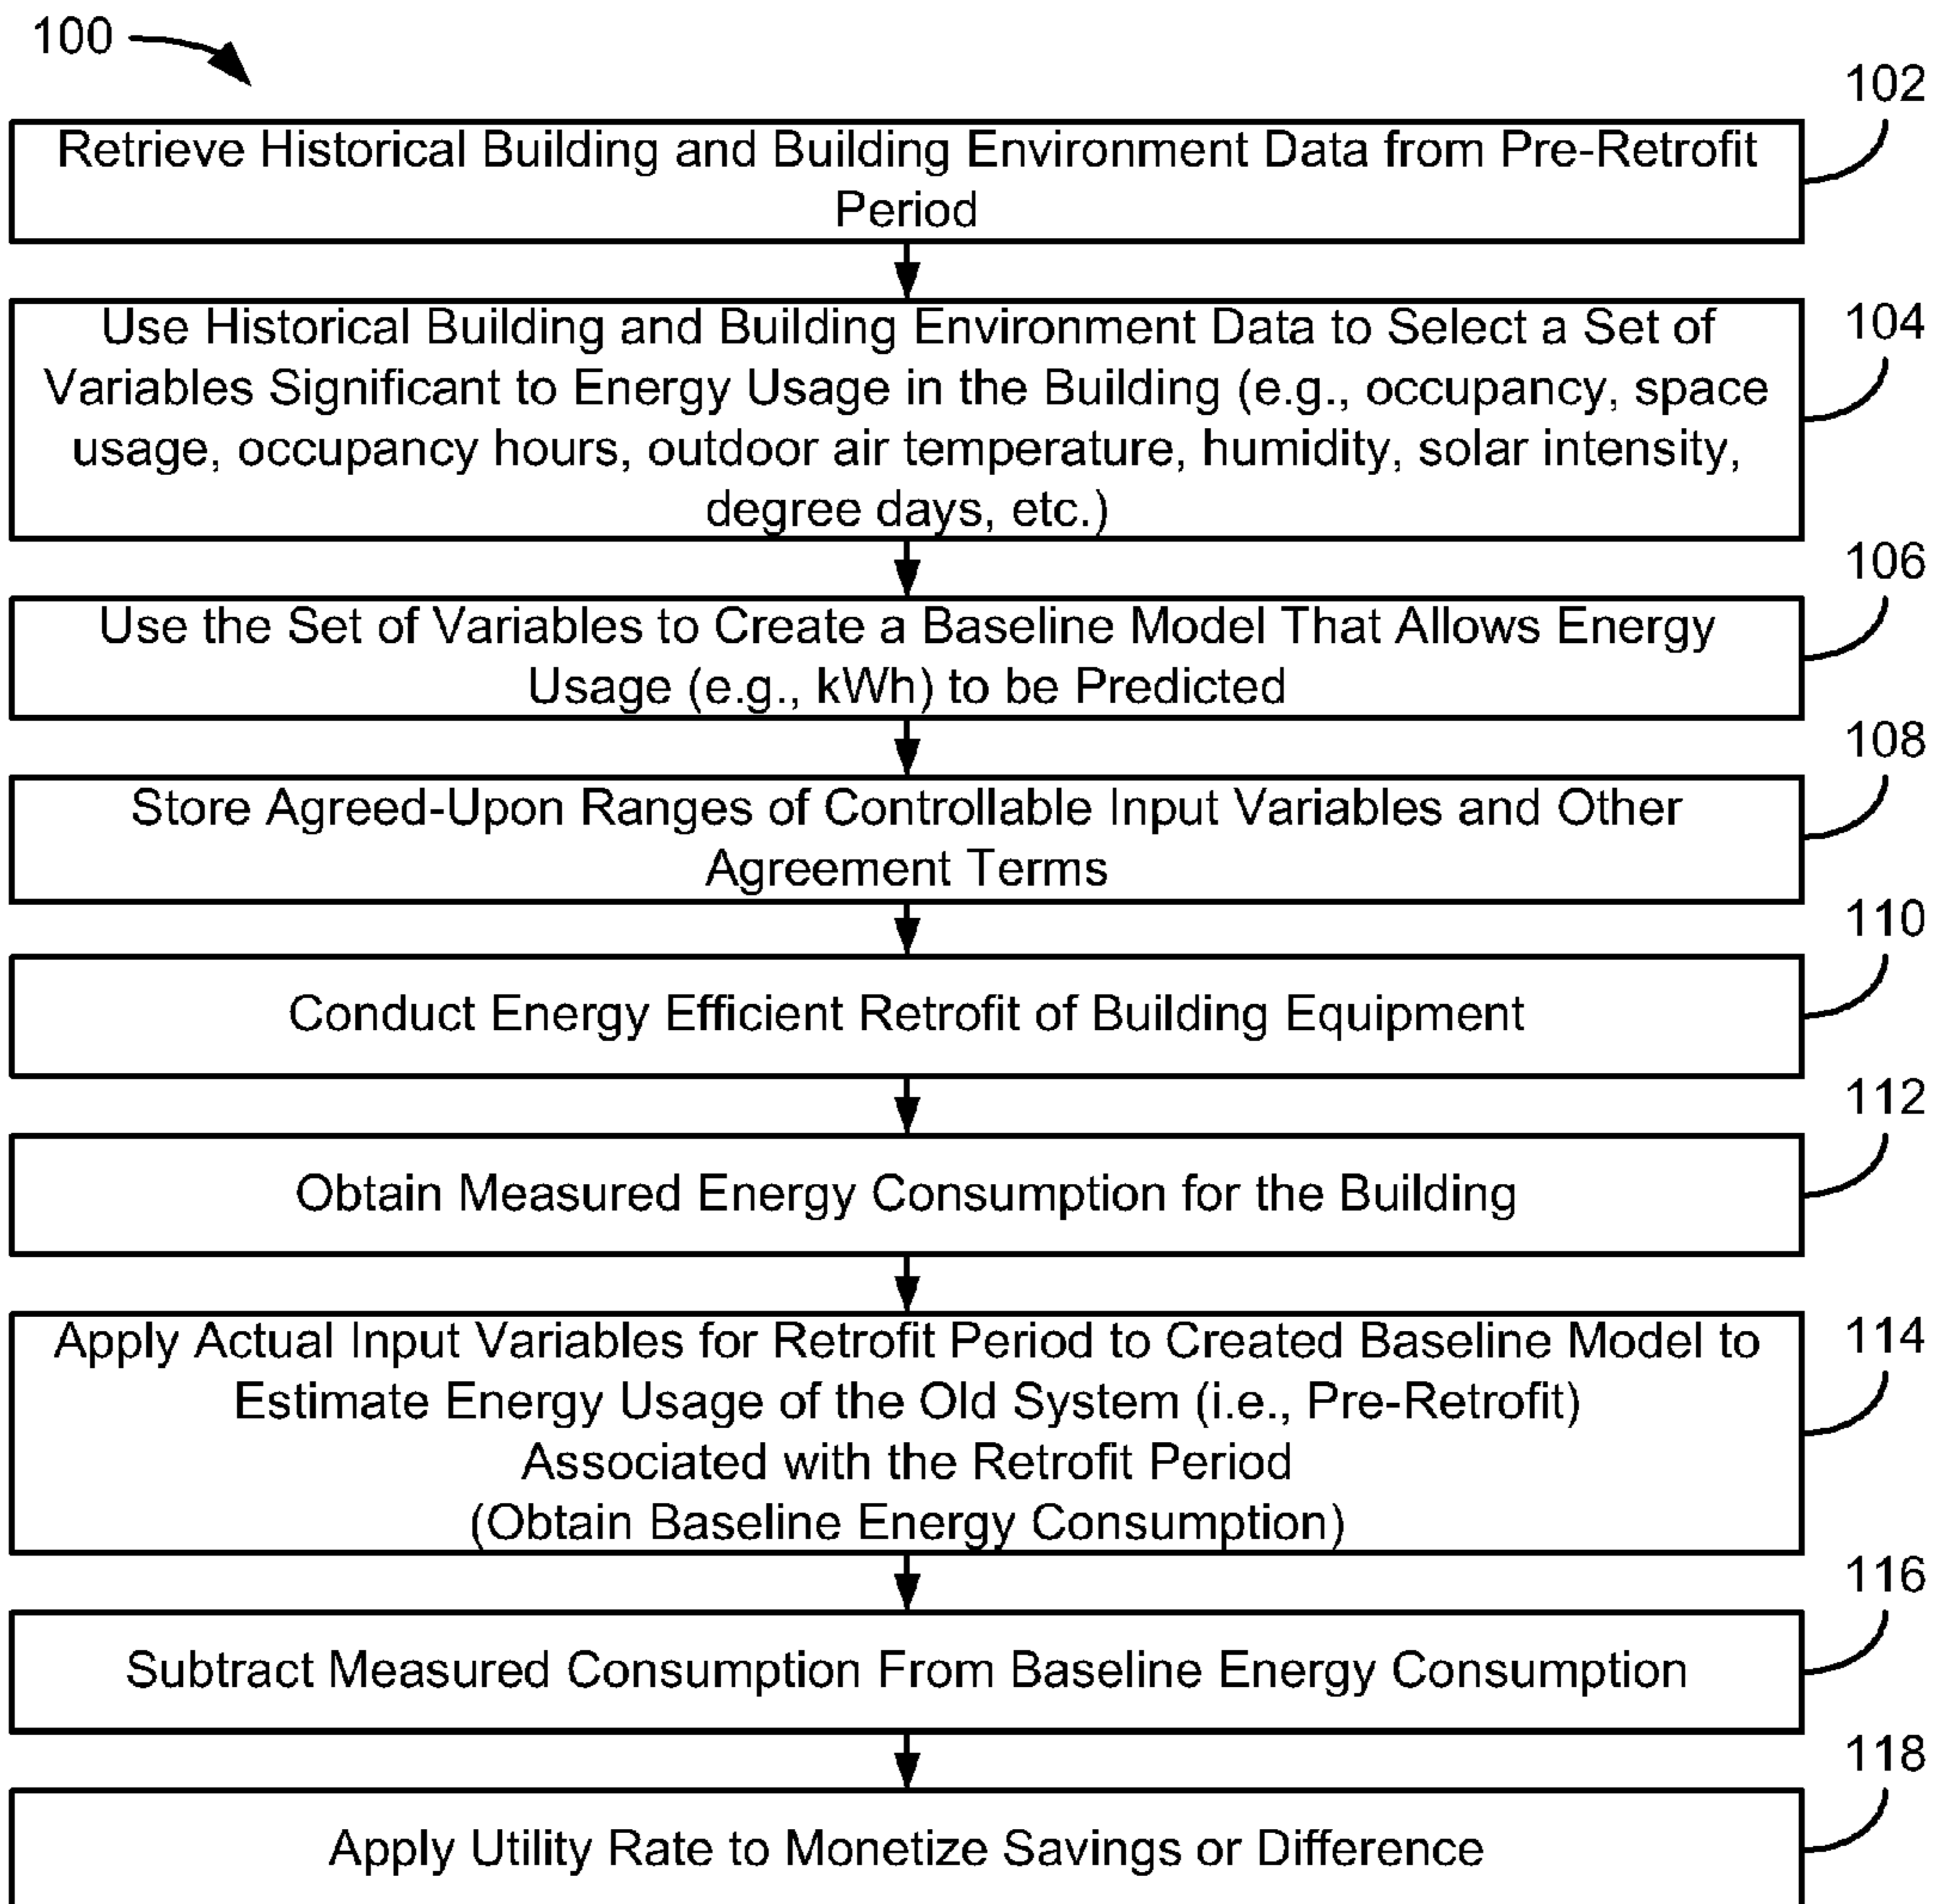 100
102
Retrieve Historical Building and Building Environment Data from Pre-Retrofit
Period
104
Use Historical Building and Building Environment Data to Select a Set of
Variables Significant to Energy Usage in the Building (e.g., occupancy, space
usage, occupancy hours, outdoor air temperature, humidity, solar intensity,
degree days, etc.)
106
Use the Set of Variables to Create a Baseline Model That Allows Energy
Usage (e.g., kWh) to be Predicted
108
Store Agreed-Upon Ranges of Controllable Input Variables and Other
Agreement Terms
110
Conduct Energy Efficient Retrofit of Building Equipment
112
Obtain Measured Energy Consumption for the Building
114
Apply Actual Input Variables for Retrofit Period to Created Baseline Model to
Estimate Energy Usage of the Old System (i.e., Pre-Retrofit)
Associated with the Retrofit Period
(Obtain Baseline Energy Consumption)
116
Subtract Measured Consumption From Baseline Energy Consumption
118
Apply Utility Rate to Monetize Savings or Difference